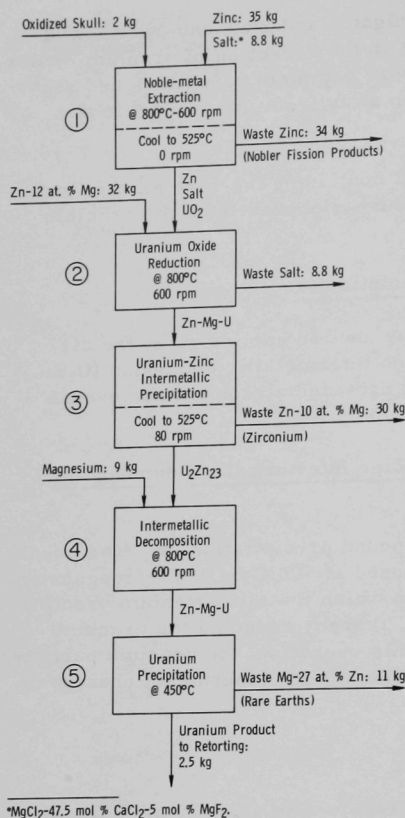 Oxidized Skull: 2 kg
Zinc: 35 kg
Salt:* 8.8 kg
①
Noble-metal
Extraction
@ 800°C-600 rpm
Cool to 525°C
0 rpm
Waste Zinc: 34 kg
(Nobler Fission Products)
Zn
Salt
UO2
Zn-12 at. % Mg: 32 kg
②
Uranium Oxide
Reduction
@ 800°C
600 rpm
Waste Salt: 8.8 kg
Zn-Mg-U
③
Uranium-Zinc
Intermetallic
Precipitation
Cool to 525°C
80 rpm
Waste Zn-10 at. % Mg: 30 kg
(Zirconium)
Magnesium: 9 kg
U2Zn23
④
Intermetallic
Decomposition
@ 800°C
600 rpm
Zn-Mg-U
⑤
Uranium
Precipitation
@ 450°C
Waste Mg-27 at. % Zn: 11 kg
(Rare Earths)
Uranium Product
to Retorting:
2.5 kg
*MgCl2-47.5 mol % CaCl2-5 mol % MgF2.